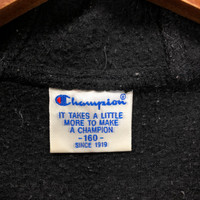 Champion
IT TAKES A LITTLE
MORE TO MAKE
A CHAMPION.
-160-
SINCE 1919